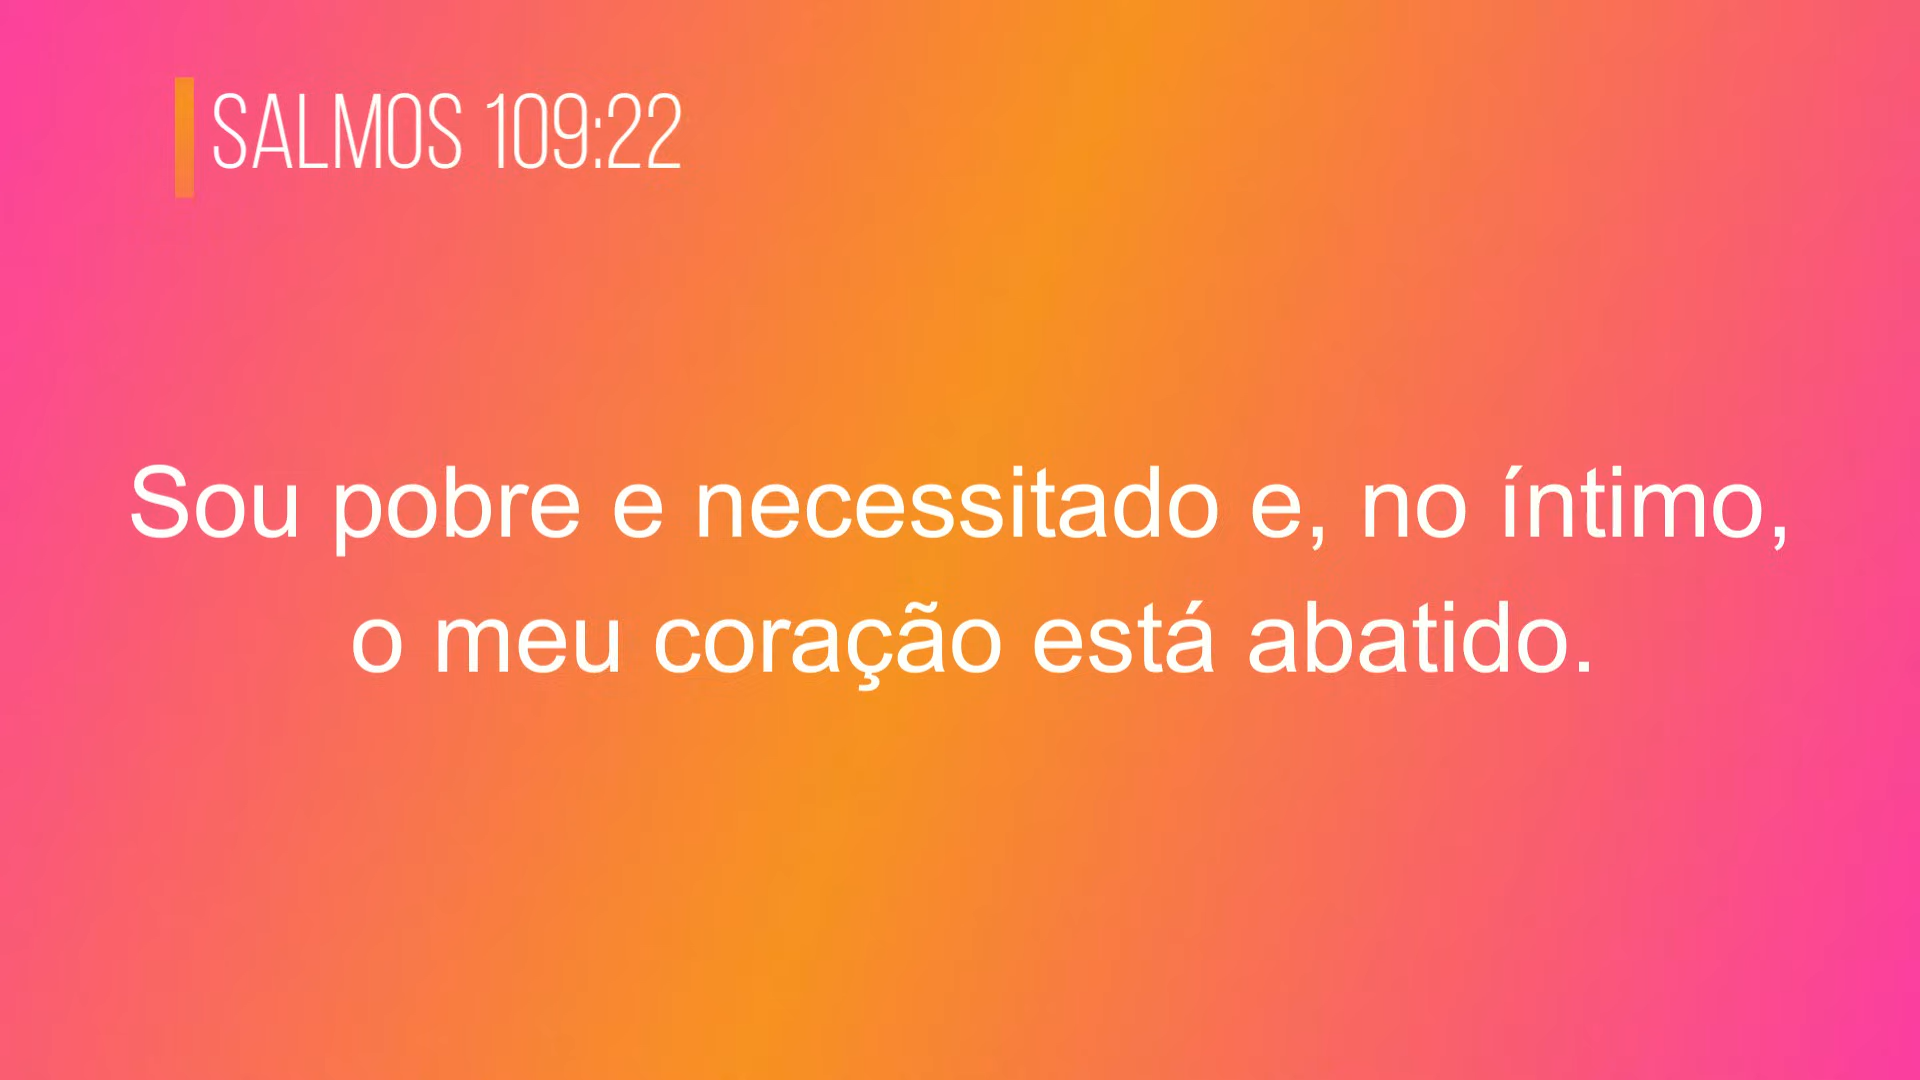 SALMOS 109:22
Sou pobre e necessitado e, no íntimo,
o meu coração está abatido.